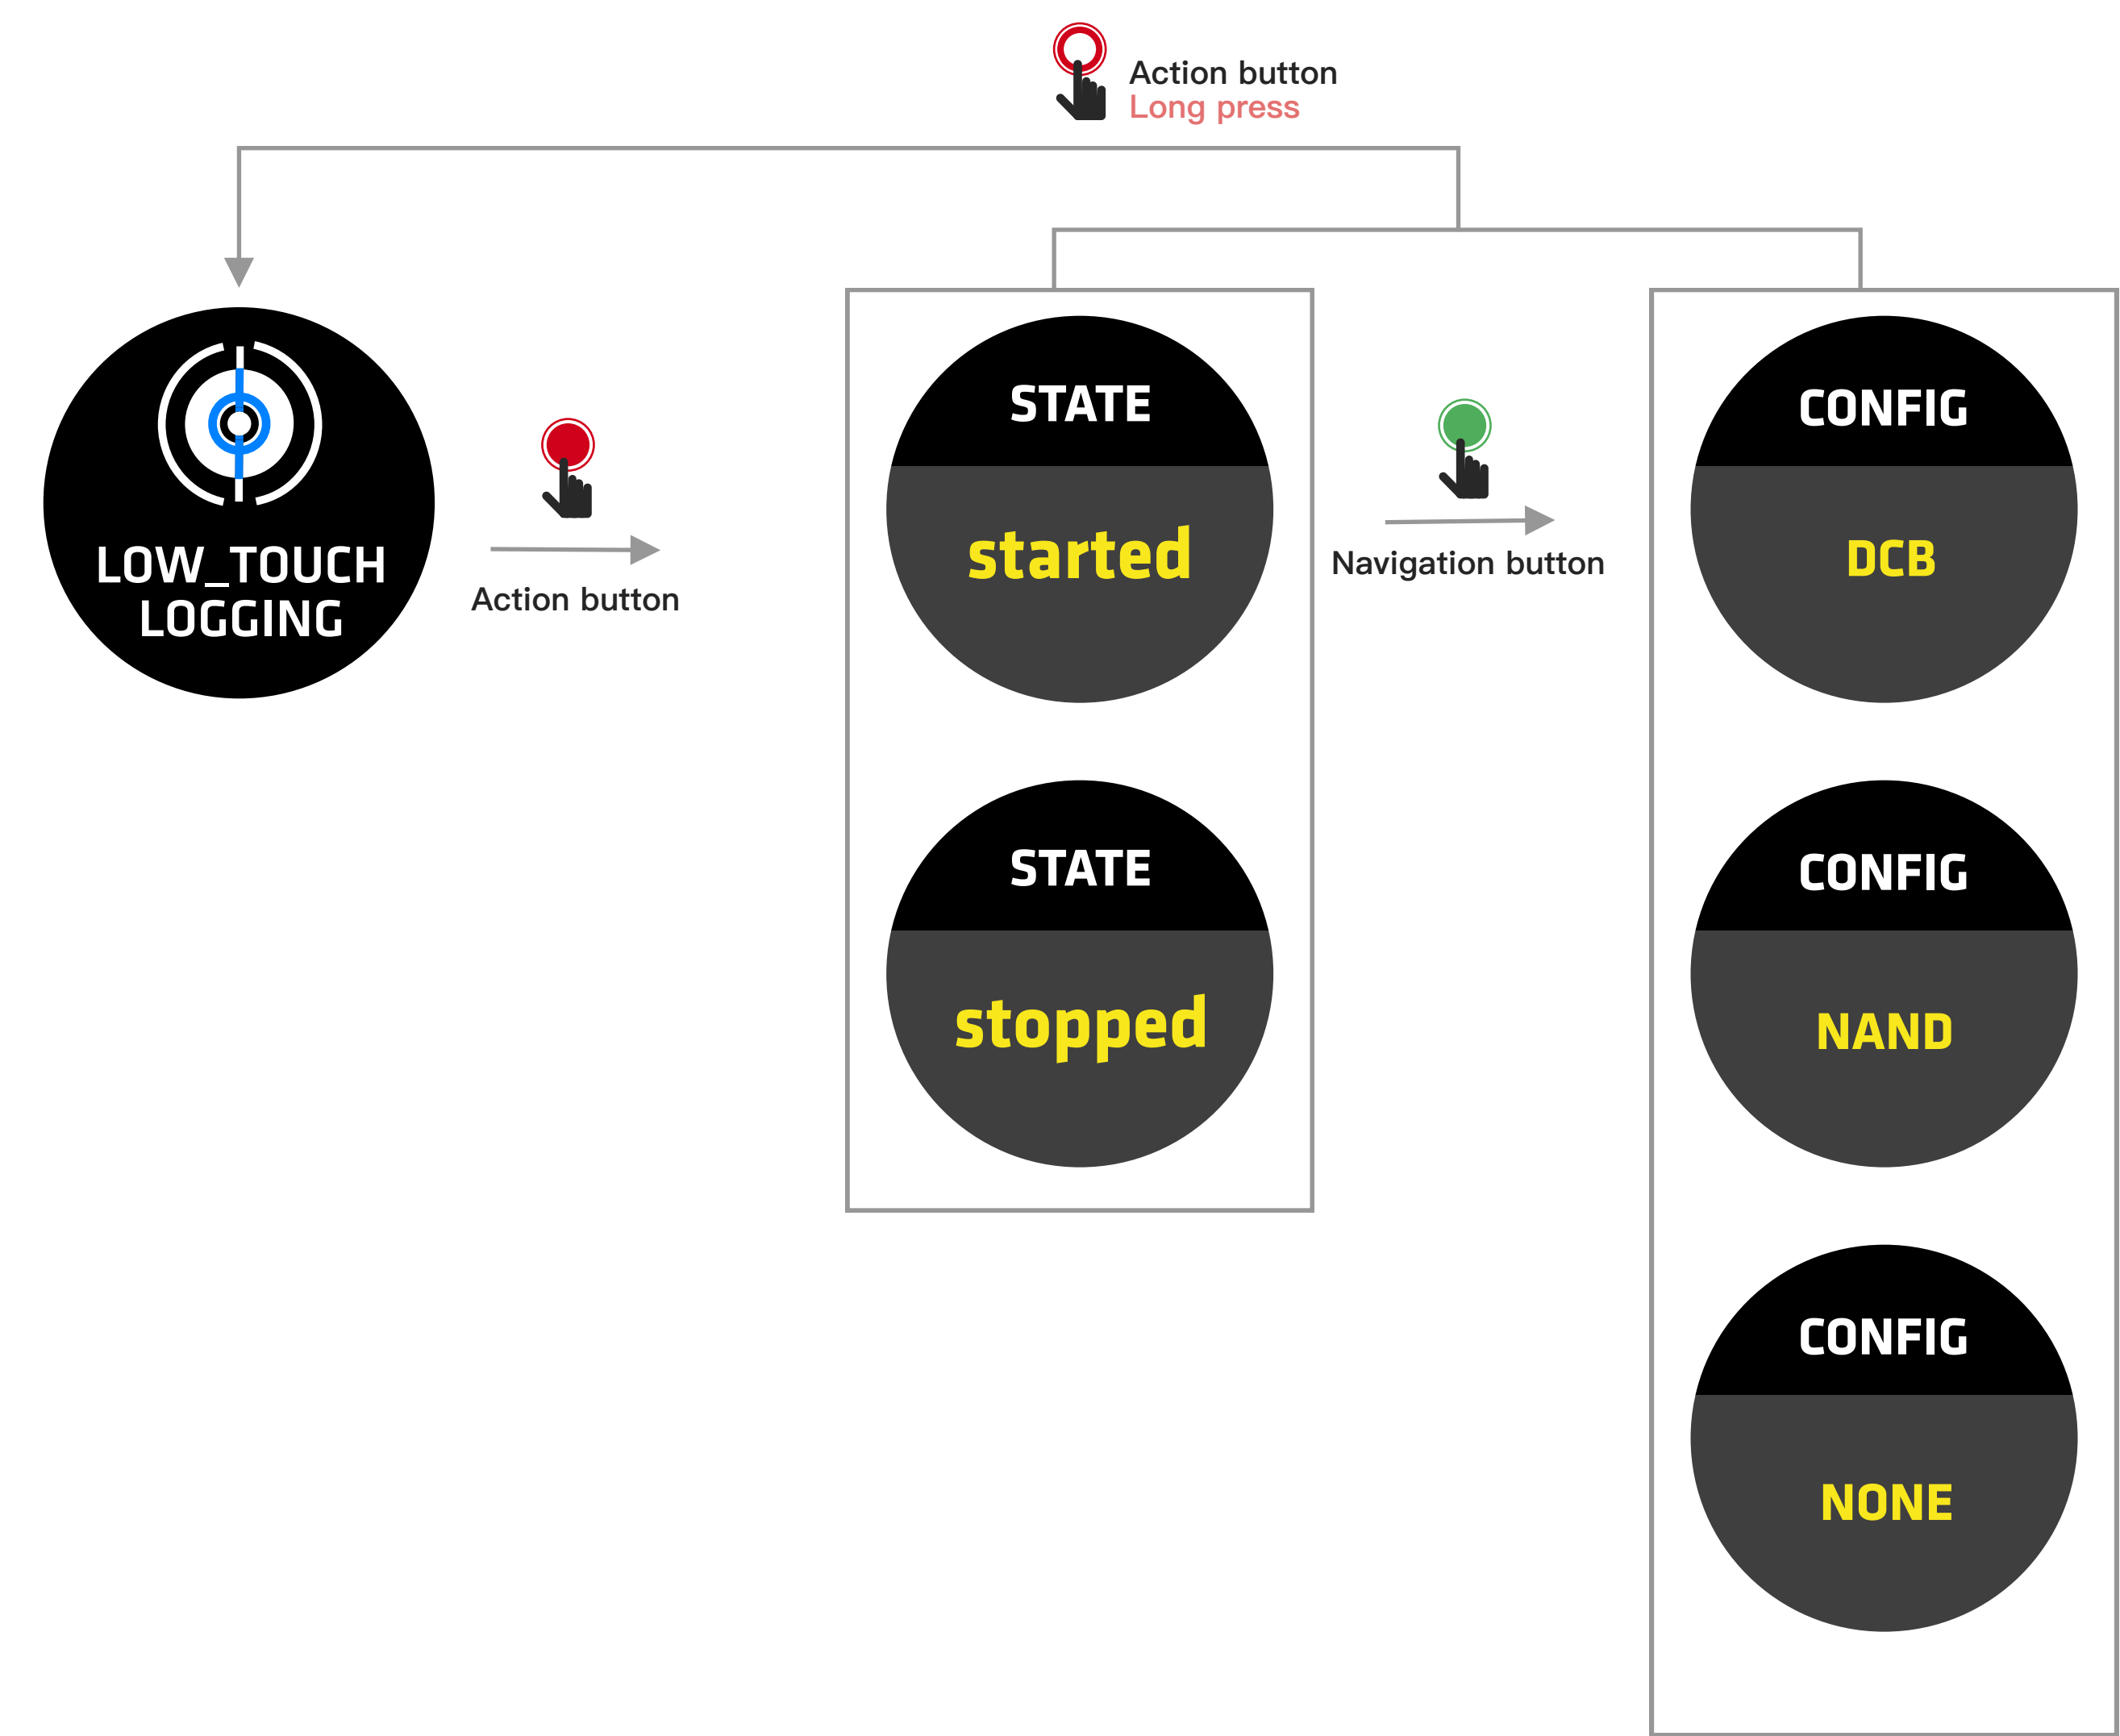 Action button
Long press
LOW_TOUCH
LOGGING
Action button
STATE
started
STATE
stopped
Navigation button
CONFIG
DCB
CONFIG
NAND
CONFIG
NONE